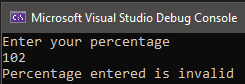 Microsoft Visual Studio Debug Console
Enter your percentage
102
Percentage entered is invalid